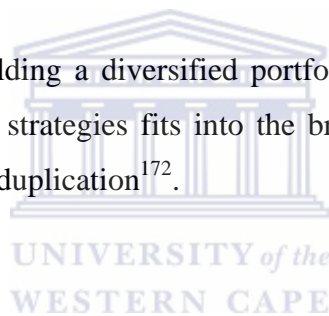 lding a diversified portfo
strategies fits into the br
duplication¹⁷².
UNIVERSITY of the
WESTERN CAPE